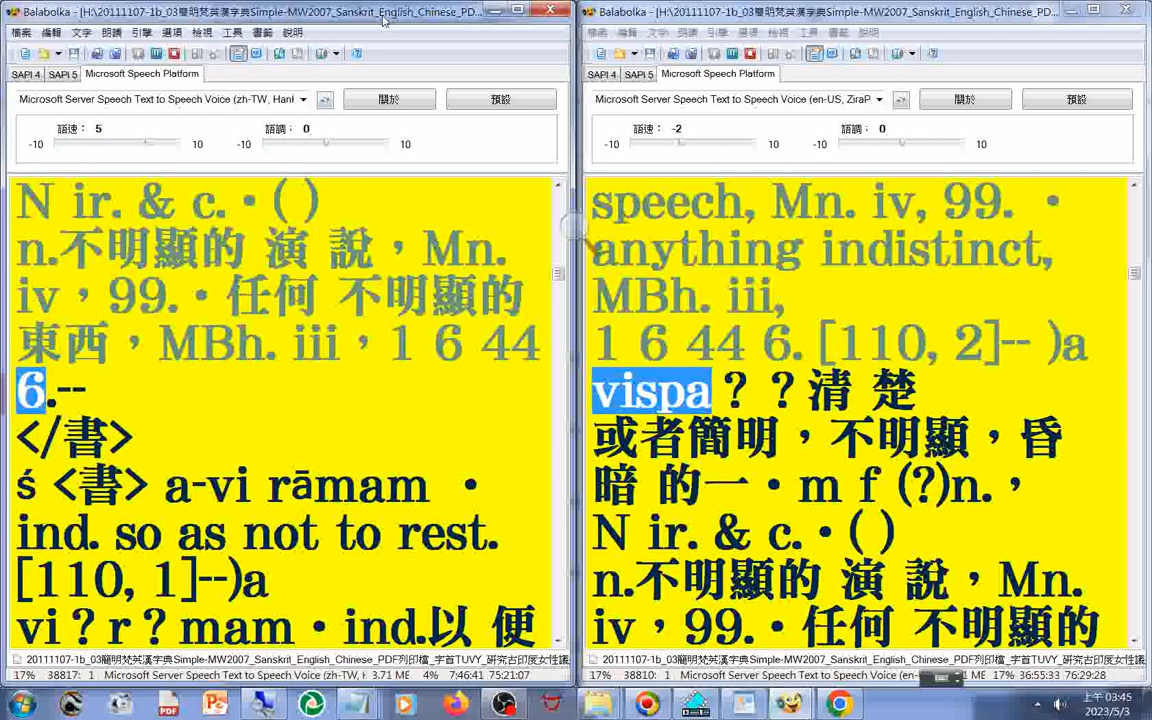 Balabolka - [H:\20111107-1b_03簡明梵英漢字典Simple-MW2007_Sanskrit_English_Chinese_PD...
檔案 編輯 文字 朗讀 引擎 選項 檢視 工具 書籤 說明
SAPI 4 SAPI 5 Microsoft Speech Platform
Microsoft Server Speech Text to Speech Voice (zh-TW, HanH
關於 預設
語速： 5 語調： 0
-10 10 -10 10
N ir. & c.・( )
n.不明顯的 演 說，Mn.
iv，99.・任何 不明顯的
東西，MBh. iii，1 6 44
6.--
</書>
ś <書> a-vi rāmam ・
ind. so as not to rest.
[110, 1]--)a
vi？r？mam・ind.以 便
20111107-1b_03簡明梵英漢字典Simple-MW2007_Sanskrit_English_Chinese_PDF列印檔_字首TUVY_研究古印度女性議
17% 38817: 1 Microsoft Server Speech Text to Speech Voice (zh-TW, H 3.71 MB 4% 7:46:41 75:21:07
Balabolka - [H:\20111107-1b_03簡明梵英漢字典Simple-MW2007_Sanskrit_English_Chinese_PD...
檔案 編輯 文字 朗讀 引擎 選項 檢視 工具 書籤 說明
SAPI 4 SAPI 5 Microsoft Speech Platform
Microsoft Server Speech Text to Speech Voice (en-US, ZiraP
關於 預設
語速： -2 語調： 0
-10 10 -10 10
speech, Mn. iv, 99. ・
anything indistinct,
MBh. iii,
1 6 44 6. [110, 2]-- )a
vispa？？清 楚
或者簡明，不明顯，昏
暗 的一・m f (?)n.，
N ir. & c.・( )
n.不明顯的 演 說，Mn.
iv，99.・任何 不明顯的
20111107-1b_03簡明梵英漢字典Simple-MW2007_Sanskrit_English_Chinese_PDF列印檔_字首TUVY_研究古印度女性議
17% 38810: 1 Microsoft Server Speech Text to Speech Voice 17% 36:55:33 76:29:28
上午 03:45
2023/5/3